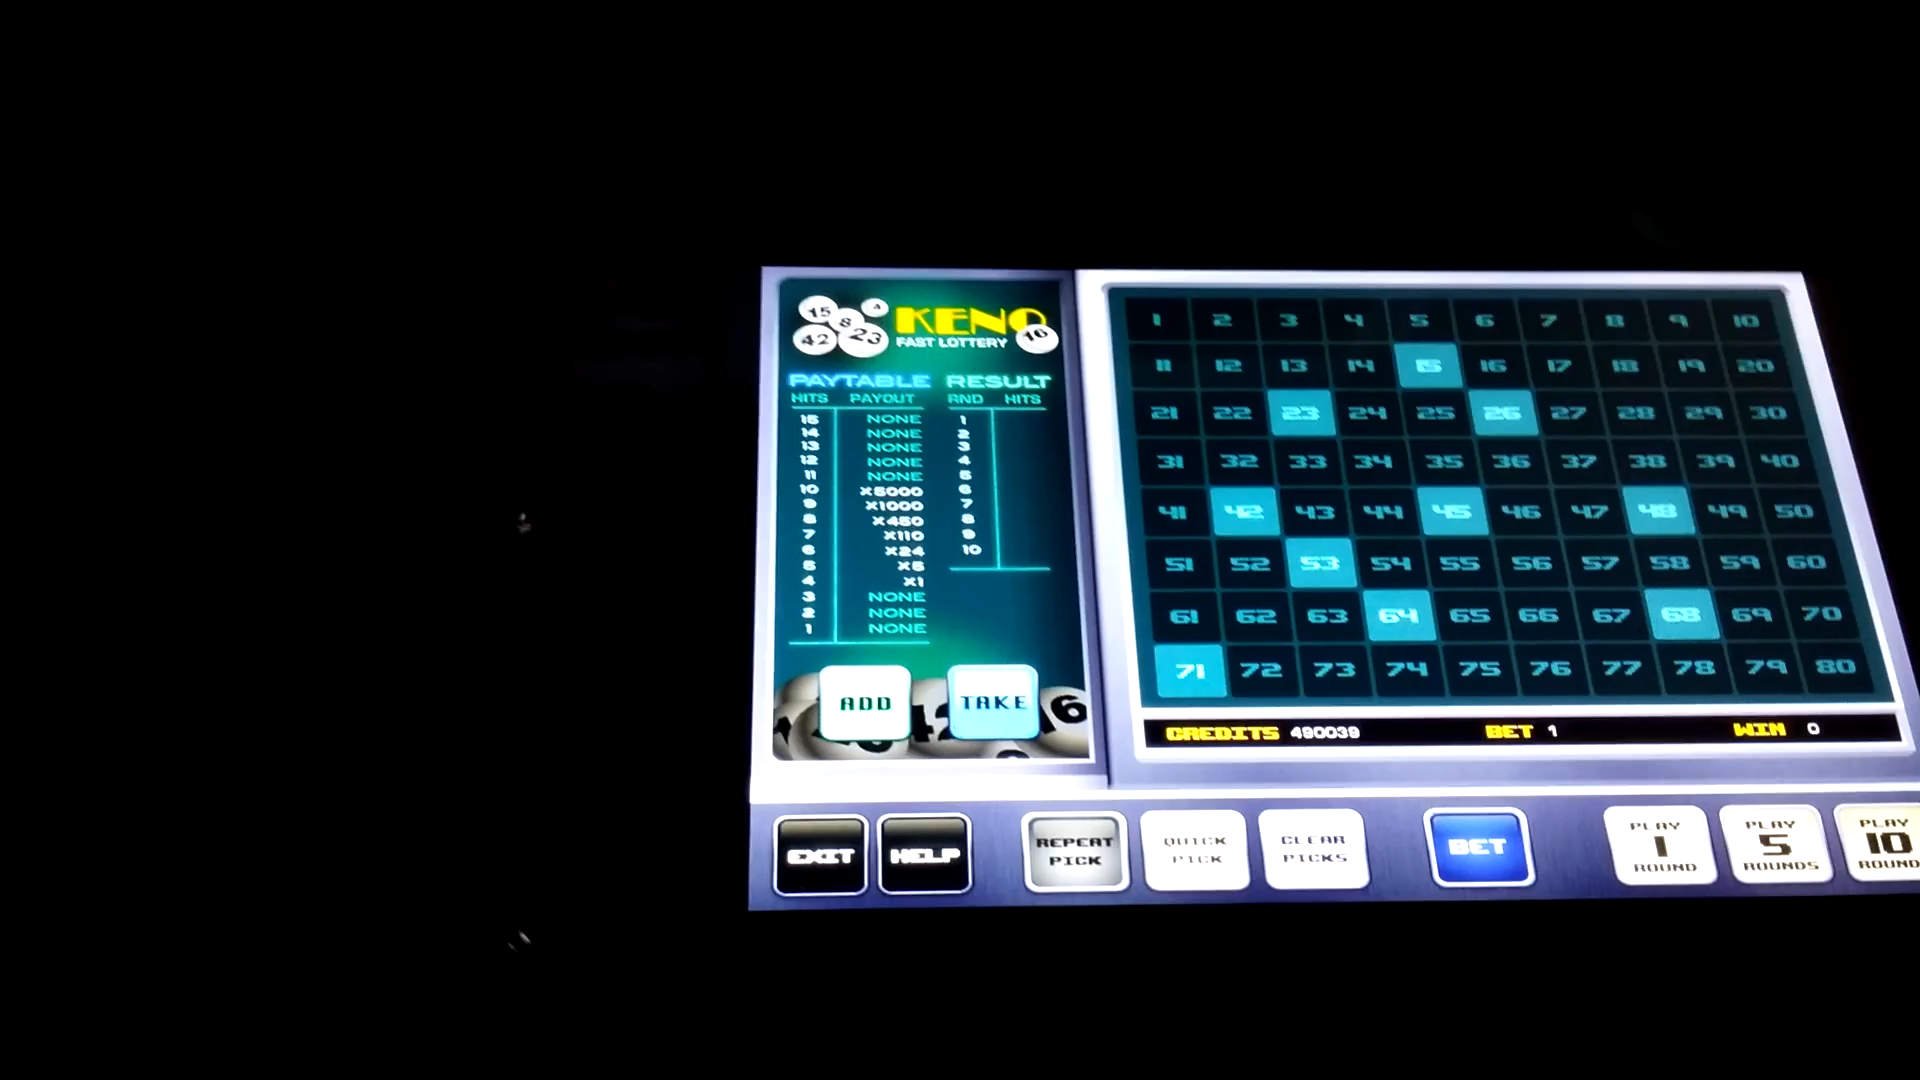 15 8 4
42 23
KENO
FAST LOTTERY
16
PAYTABLE RESULT
HITS PAYOUT RND HITS
15 NONE 1
14 NONE 2
13 NONE 3
12 NONE 4
11 NONE 5
10 X5000 6
9 X1000 7
8 X450 8
7 X110 9
6 X24 10
5 X5
4 X1
3 NONE
2 NONE
1 NONE
ADD TAKE
16
1 2 3 4 5 6 7 8 9 10
11 12 13 14 15 16 17 18 19 20
21 22 23 24 25 26 27 28 29 30
31 32 33 34 35 36 37 38 39 40
41 42 43 44 45 46 47 48 49 50
51 52 53 54 55 56 57 58 59 60
61 62 63 64 65 66 67 68 69 70
71 72 73 74 75 76 77 78 79 80
CREDITS 490039 BET 1 WIN 0
EXIT
HELP
REPEAT
PICK
QUICK
PICK
CLEAR
PICKS
BET
PLAY
1
ROUND
PLAY
5
ROUNDS
PLAY
10
ROUND